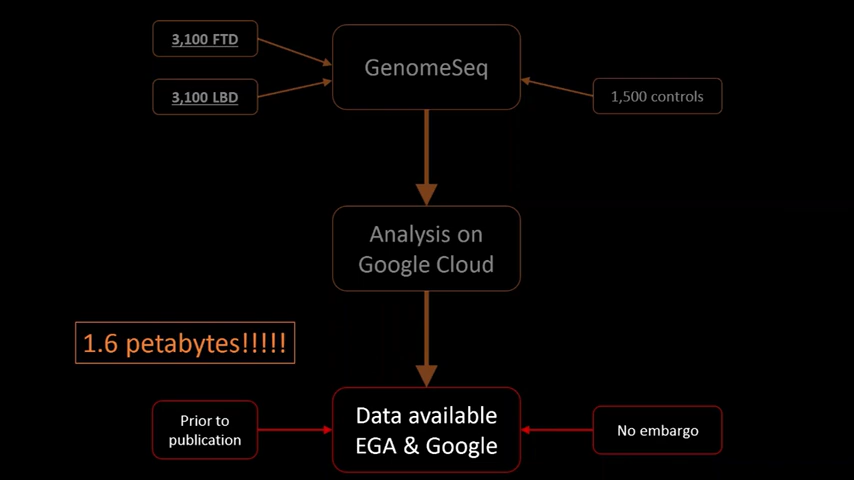 3,100 FTD
GenomeSeq
3,100 LBD
1,500 controls
Analysis on
Google Cloud
1.6 petabytes!!!!!
Prior to
publication
Data available
EGA & Google
No embargo